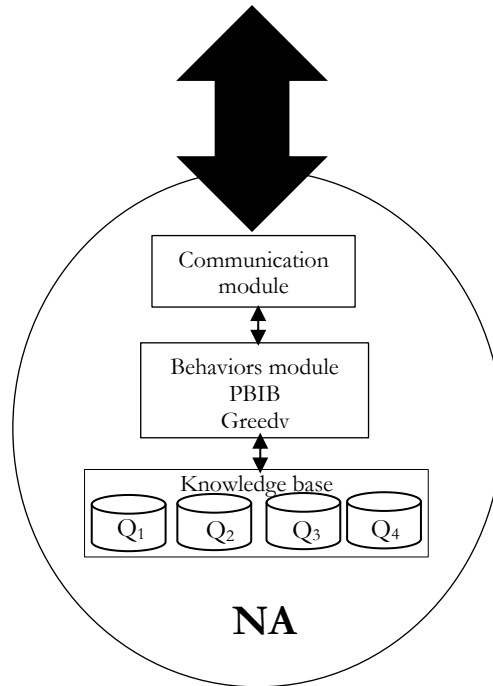 Communication
module
Behaviors module
PBIB
Greedy
Knowledge base
Q₁ Q₂ Q₃ Q₄
NA